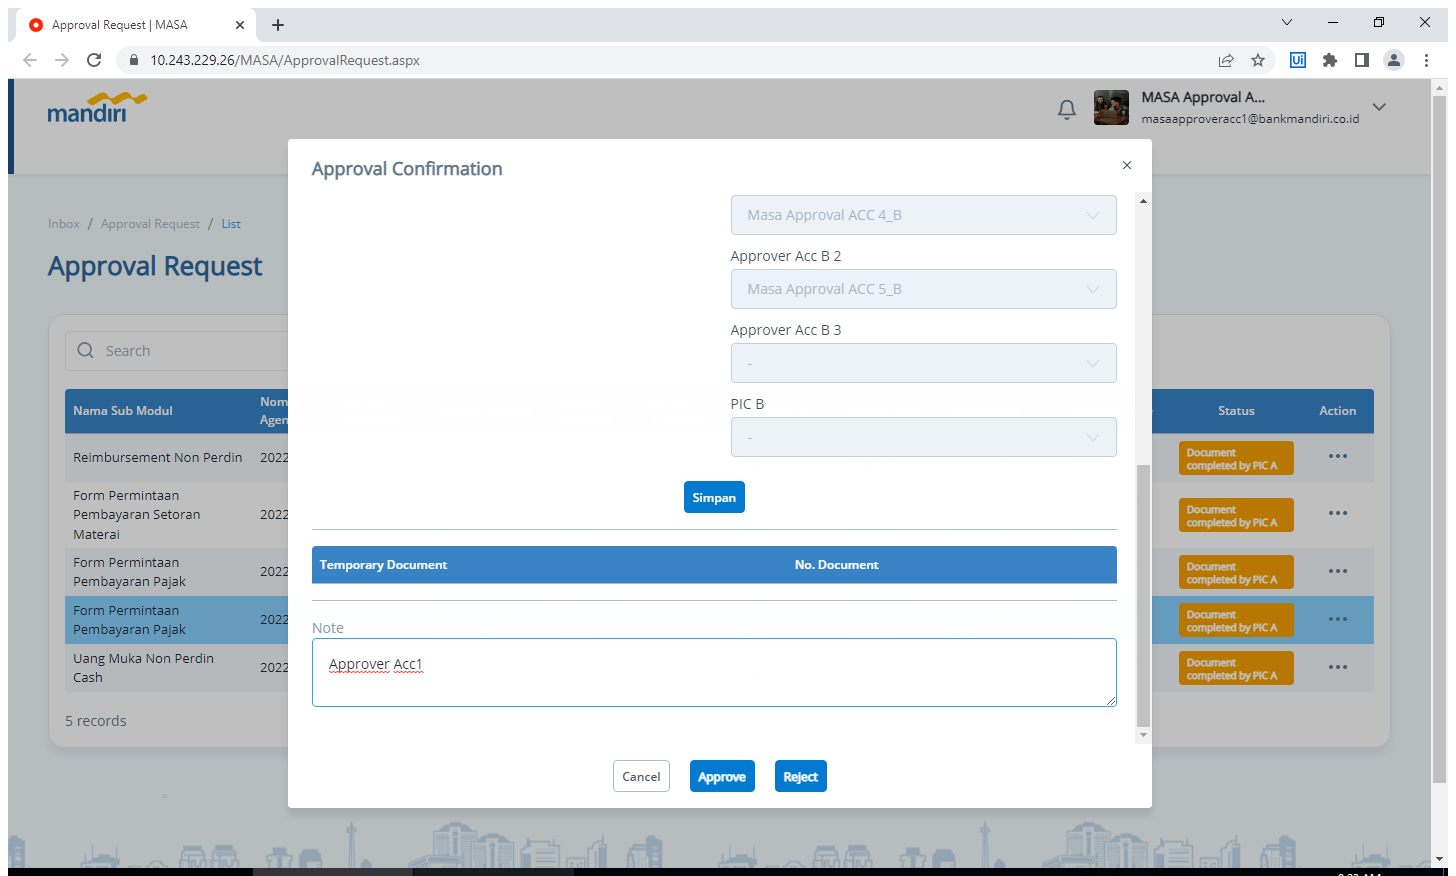 Approval Request | MASA
10.243.229.26/MASA/ApprovalRequest.aspx
mandiri
MASA Approval A...
masaapproveracc1@bankmandiri.co.id
Approval Confirmation
Masa Approval ACC 4_B
Inbox / Approval Request / List
Approval Request
Approver Acc B 2
Masa Approval ACC 5_B
Approver Acc B 3
-
PIC B
-
Simpan
Search
Nama Sub Modul
Nom
Agen
Status
Action
Reimbursement Non Perdin
2022
Document
completed by PIC A
Form Permintaan
Pembayaran Setoran
Materai
2022
Document
completed by PIC A
Form Permintaan
Pembayaran Pajak
2022
Document
completed by PIC A
Form Permintaan
Pembayaran Pajak
2022
Document
completed by PIC A
Uang Muka Non Perdin
Cash
2022
Document
completed by PIC A
5 records
Temporary Document
No. Document
Note
Approver Acc1
Cancel
Approve
Reject